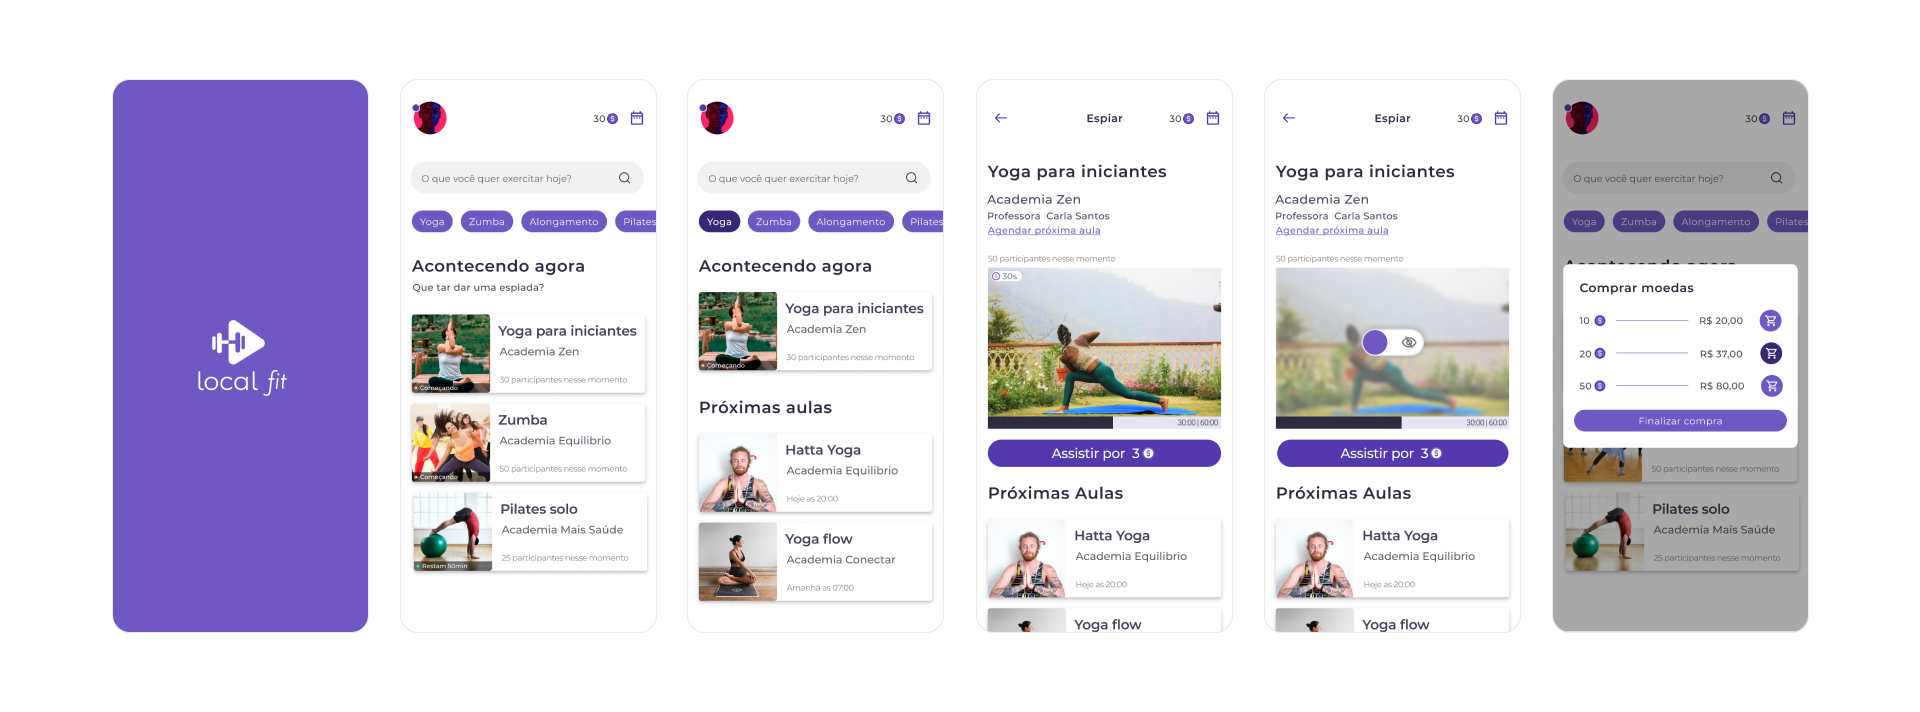 local fit
30
O que você quer exercitar hoje?
Yoga Zumba Alongamento Pilates
Acontecendo agora
Que tar dar uma espiada?
Yoga para iniciantes
Academia Zen
30 participantes nesse momento
Começando
Zumba
Academia Equilibrio
50 participantes nesse momento
Começando
Pilates solo
Academia Mais Saúde
25 participantes nesse momento
Restam 50min
30
O que você quer exercitar hoje?
Yoga Zumba Alongamento Pilates
Acontecendo agora
Yoga para iniciantes
Academia Zen
30 participantes nesse momento
Começando
Próximas aulas
Hatta Yoga
Academia Equilibrio
Hoje as 20:00
Yoga flow
Academia Conectar
Amanhã as 07:00
Espiar 30
Yoga para iniciantes
Academia Zen
Professora Carla Santos
Agendar próxima aula
50 participantes nesse momento
30s
30:00 | 60:00
Assistir por 3
Próximas Aulas
Hatta Yoga
Academia Equilibrio
Hoje as 20:00
Yoga flow
Espiar 30
Yoga para iniciantes
Academia Zen
Professora Carla Santos
Agendar próxima aula
50 participantes nesse momento
30:00 | 60:00
Assistir por 3
Próximas Aulas
Hatta Yoga
Academia Equilibrio
Hoje as 20:00
Yoga flow
30
O que você quer exercitar hoje?
Yoga Zumba Alongamento Pilates
Acontecendo agora
Comprar moedas
10 $ R$ 20,00
20 $ R$ 37,00
50 $ R$ 80,00
Finalizar compra
50 participantes nesse momento
Pilates solo
Academia Mais Saúde
25 participantes nesse momento